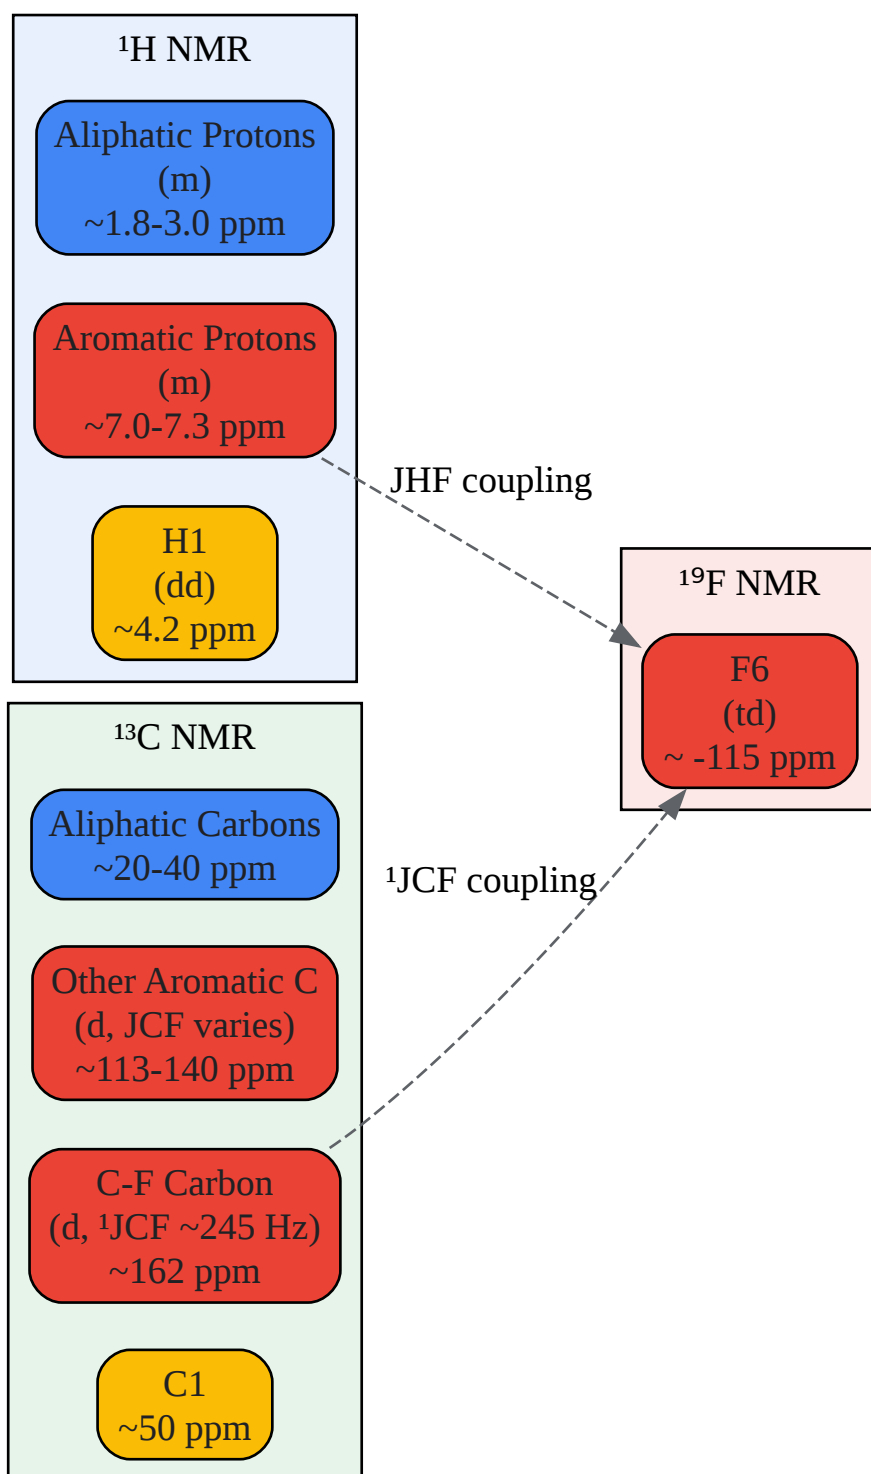 ¹H NMR
Aliphatic Protons
(m)
~1.8-3.0 ppm
Aromatic Protons
(m)
~7.0-7.3 ppm
JHF coupling
H1
(dd)
~4.2 ppm
¹⁹F NMR
F6
(td)
~ -115 ppm
¹³C NMR
Aliphatic Carbons
~20-40 ppm
¹JCF coupling
Other Aromatic C
(d, JCF varies)
~113-140 ppm
C-F Carbon
(d, ¹JCF ~245 Hz)
~162 ppm
C1
~50 ppm